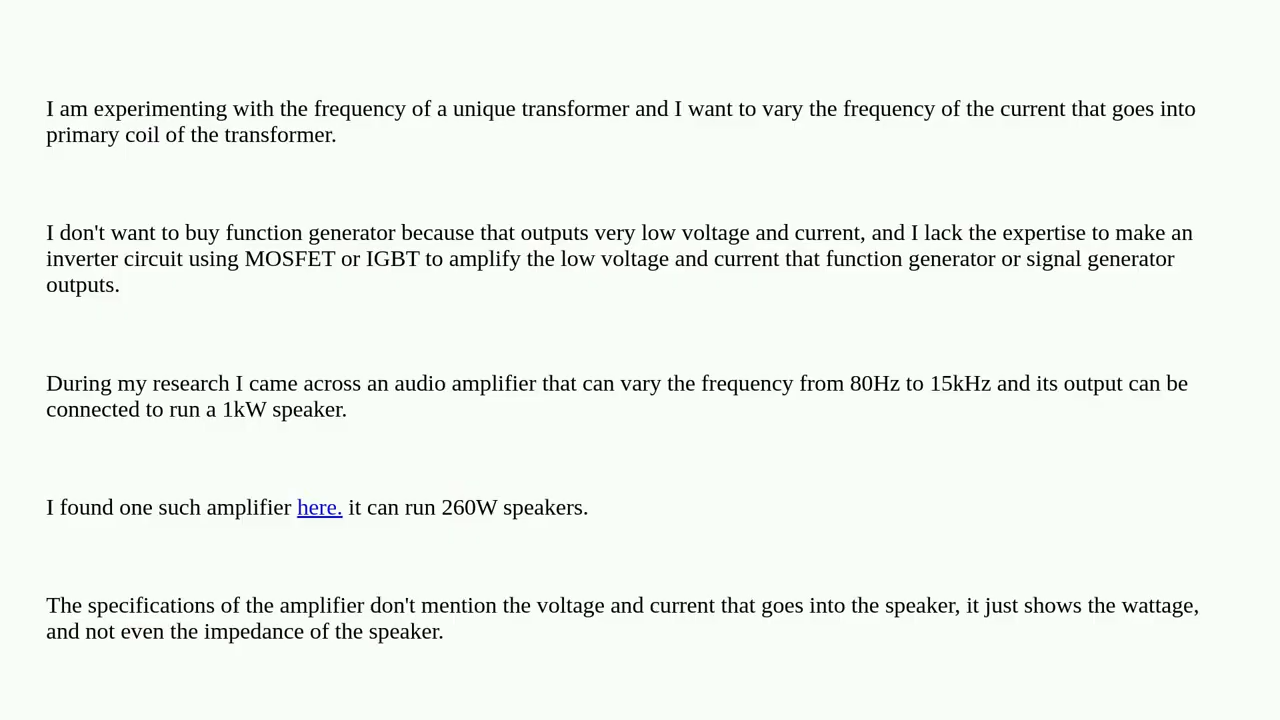 I am experimenting with the frequency of a unique transformer and I want to vary the frequency of the current that goes into
primary coil of the transformer.
I don't want to buy function generator because that outputs very low voltage and current, and I lack the expertise to make an
inverter circuit using MOSFET or IGBT to amplify the low voltage and current that function generator or signal generator
outputs.
During my research I came across an audio amplifier that can vary the frequency from 80Hz to 15kHz and its output can be
connected to run a 1kW speaker.
I found one such amplifier here. it can run 260W speakers.
The specifications of the amplifier don't mention the voltage and current that goes into the speaker, it just shows the wattage,
and not even the impedance of the speaker.